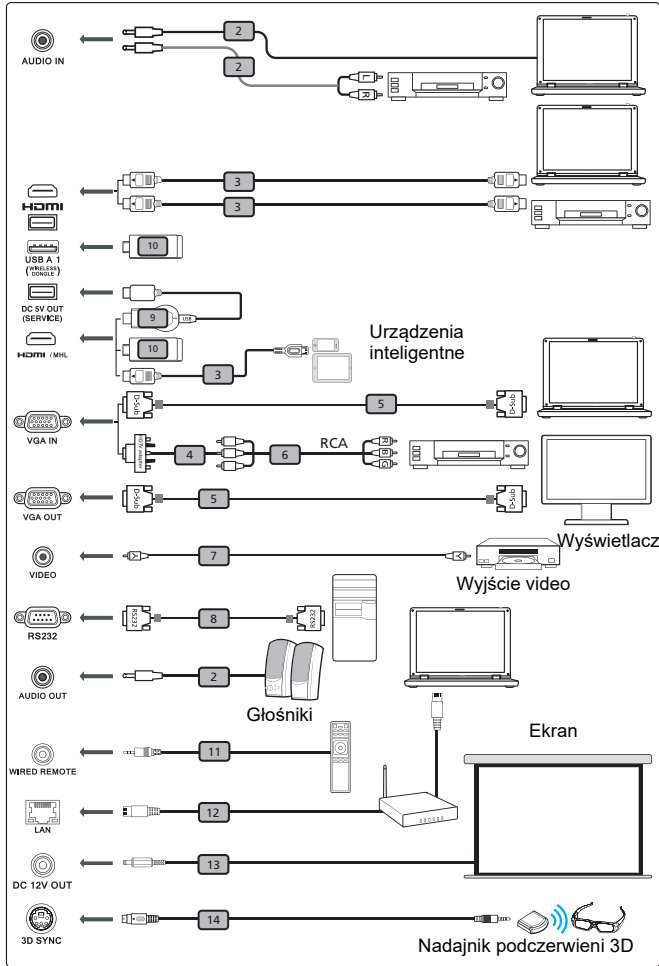 AUDIO IN
2
2
L
R
HDMI
3
3
USB A 1
(WIRELESS DONGLE)
10
DC 5V OUT
(SERVICE)
9
USB
HDMI / MHL
10
3
Urządzenia
inteligentne
VGA IN
D-Sub
5
D-Sub
HDTV adapter
4
6
RCA
R
B
G
VGA OUT
D-Sub
5
D-Sub
Wyświetlacz
VIDEO
7
Wyjście video
RS232
RS232
8
RS232
AUDIO OUT
2
Głośniki
WIRED REMOTE
11
Ekran
LAN
12
DC 12V OUT
13
3D SYNC
14
Nadajnik podczerwieni 3D